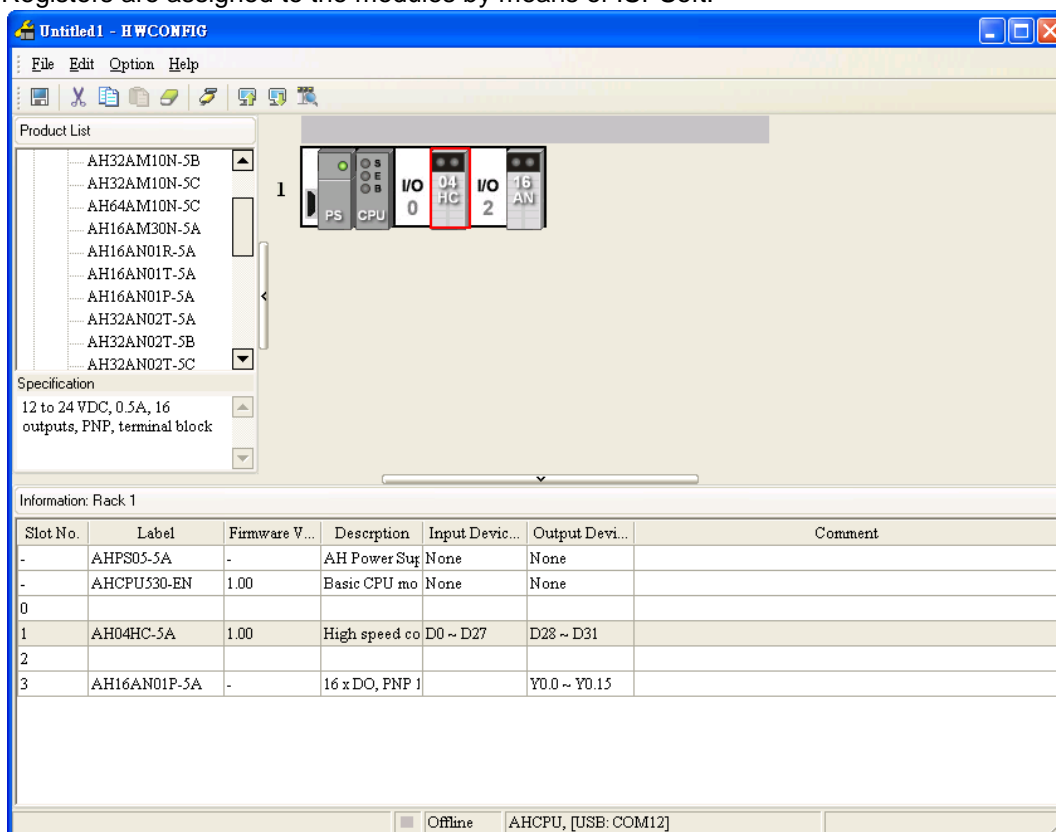 Registers are assigned to the modules by means of ISPSoft.
Untitled1 - HWCONFIG
File Edit Option Help
Product List
AH32AM10N-5B
AH32AM10N-5C
AH64AM10N-5C
AH16AM30N-5A
AH16AN01R-5A
AH16AN01T-5A
AH16AN01P-5A
AH32AN02T-5A
AH32AN02T-5B
AH32AN02T-5C
Specification
12 to 24 VDC, 0.5A, 16
outputs, PNP, terminal block
1
PS
S
E
B
CPU
I/O
0
04
HC
I/O
2
16
AN
Information: Rack 1
Slot No. Label Firmware V... Descrption Input Devic... Output Devi... Comment
- AHPS05-5A - AH Power Sup None None
- AHCPU530-EN 1.00 Basic CPU mo None None
0
1 AH04HC-5A 1.00 High speed co D0 ~ D27 D28 ~ D31
2
3 AH16AN01P-5A - 16 x DO, PNP 1 Y0.0 ~ Y0.15
Offline AHCPU, [USB: COM12]